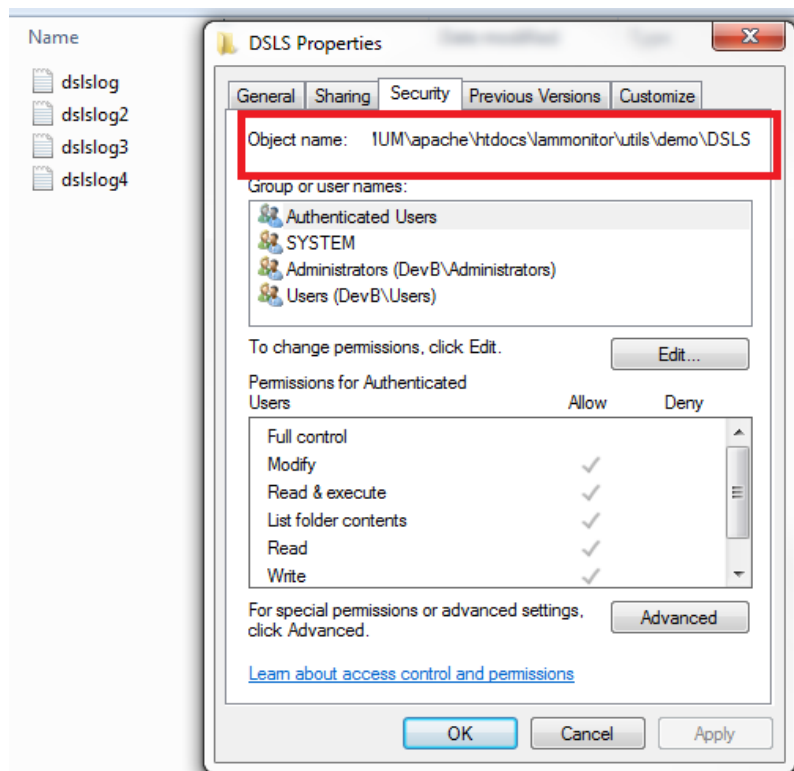 Name
dslslog
dslslog2
dslslog3
dslslog4
DSLS Properties
General Sharing Security Previous Versions Customize
Object name: 1UM\apache\htdocs\lammonitor\utils\demo\DSLS
Group or user names:
Authenticated Users
SYSTEM
Administrators (DevB\Administrators)
Users (DevB\Users)
To change permissions, click Edit.
Edit...
Permissions for Authenticated
Users Allow Deny
Full control
Modify
Read & execute
List folder contents
Read
Write
For special permissions or advanced settings,
click Advanced.
Advanced
Learn about access control and permissions
OK Cancel Apply